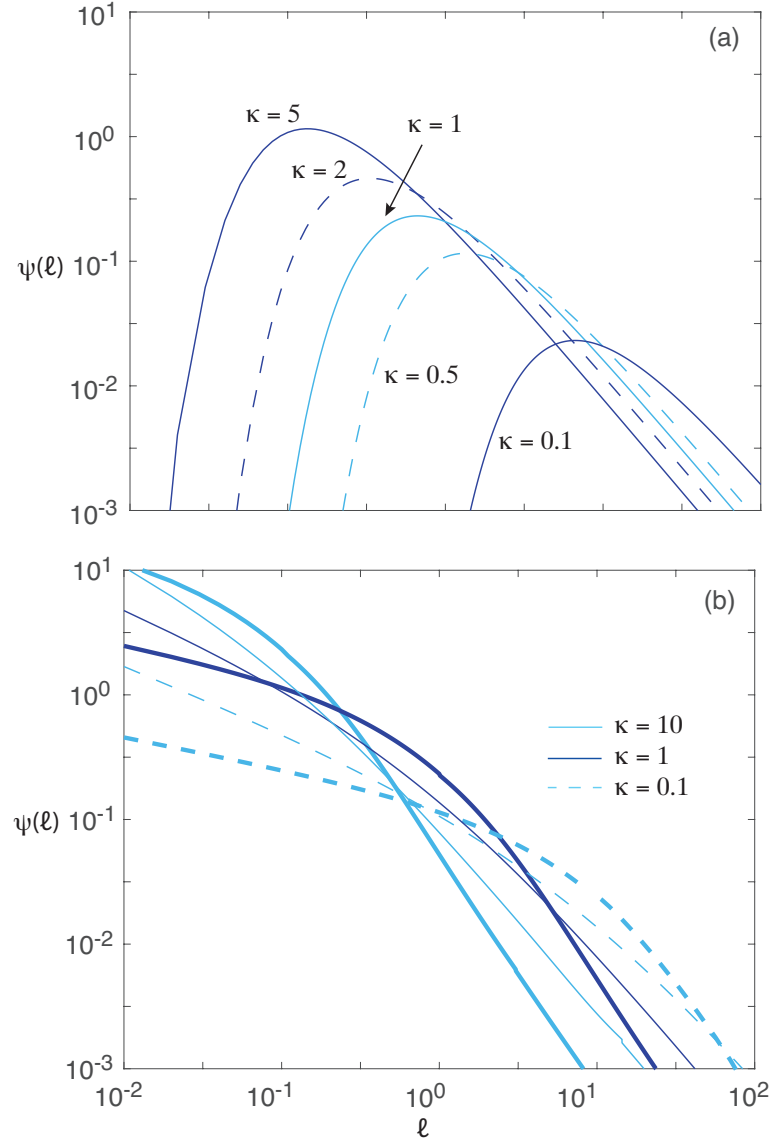 10¹
(a)
κ = 5
κ = 1
10⁰
κ = 2
ψ(ℓ)
10⁻¹
κ = 0.5
10⁻²
κ = 0.1
10⁻³
10¹
(b)
10⁰
κ = 10
κ = 1
κ = 0.1
ψ(ℓ)
10⁻¹
10⁻²
10⁻³
10⁻² 10⁻¹ 10⁰ 10¹ 10²
ℓ